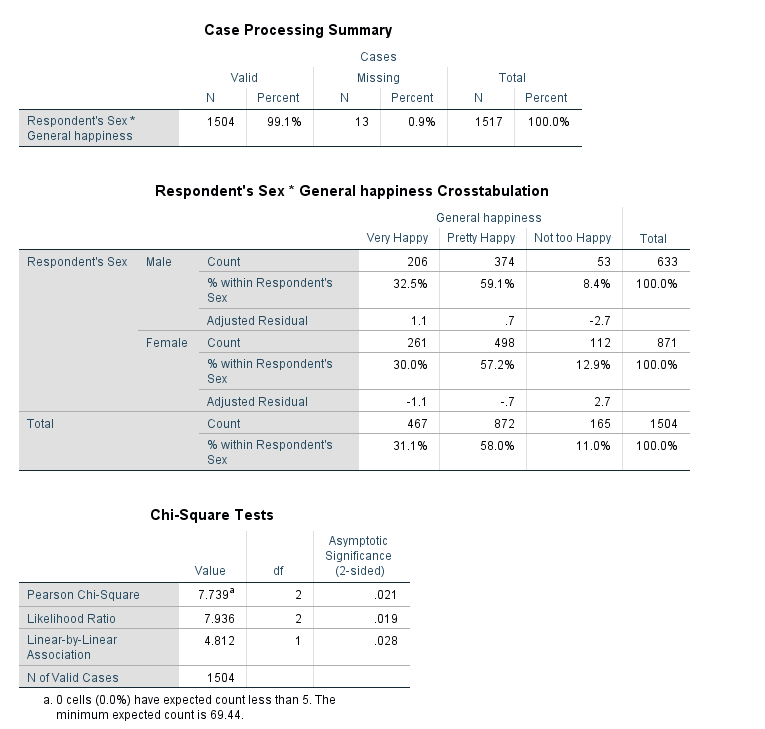 Case Processing Summary
Cases
Valid Missing Total
N Percent N Percent N Percent
Respondent's Sex * 1504 99.1% 13 0.9% 1517 100.0%
General happiness
Respondent's Sex * General happiness Crosstabulation
General happiness
Very Happy Pretty Happy Not too Happy Total
Respondent's Sex Male Count 206 374 53 633
% within Respondent's 32.5% 59.1% 8.4% 100.0%
Sex
Adjusted Residual 1.1 .7 -2.7
Female Count 261 498 112 871
% within Respondent's 30.0% 57.2% 12.9% 100.0%
Sex
Adjusted Residual -1.1 -.7 2.7
Total Count 467 872 165 1504
% within Respondent's 31.1% 58.0% 11.0% 100.0%
Sex
Chi-Square Tests
Asymptotic
Significance
Value df (2-sided)
Pearson Chi-Square 7.739a 2 .021
Likelihood Ratio 7.936 2 .019
Linear-by-Linear 4.812 1 .028
Association
N of Valid Cases 1504
a. 0 cells (0.0%) have expected count less than 5. The
minimum expected count is 69.44.